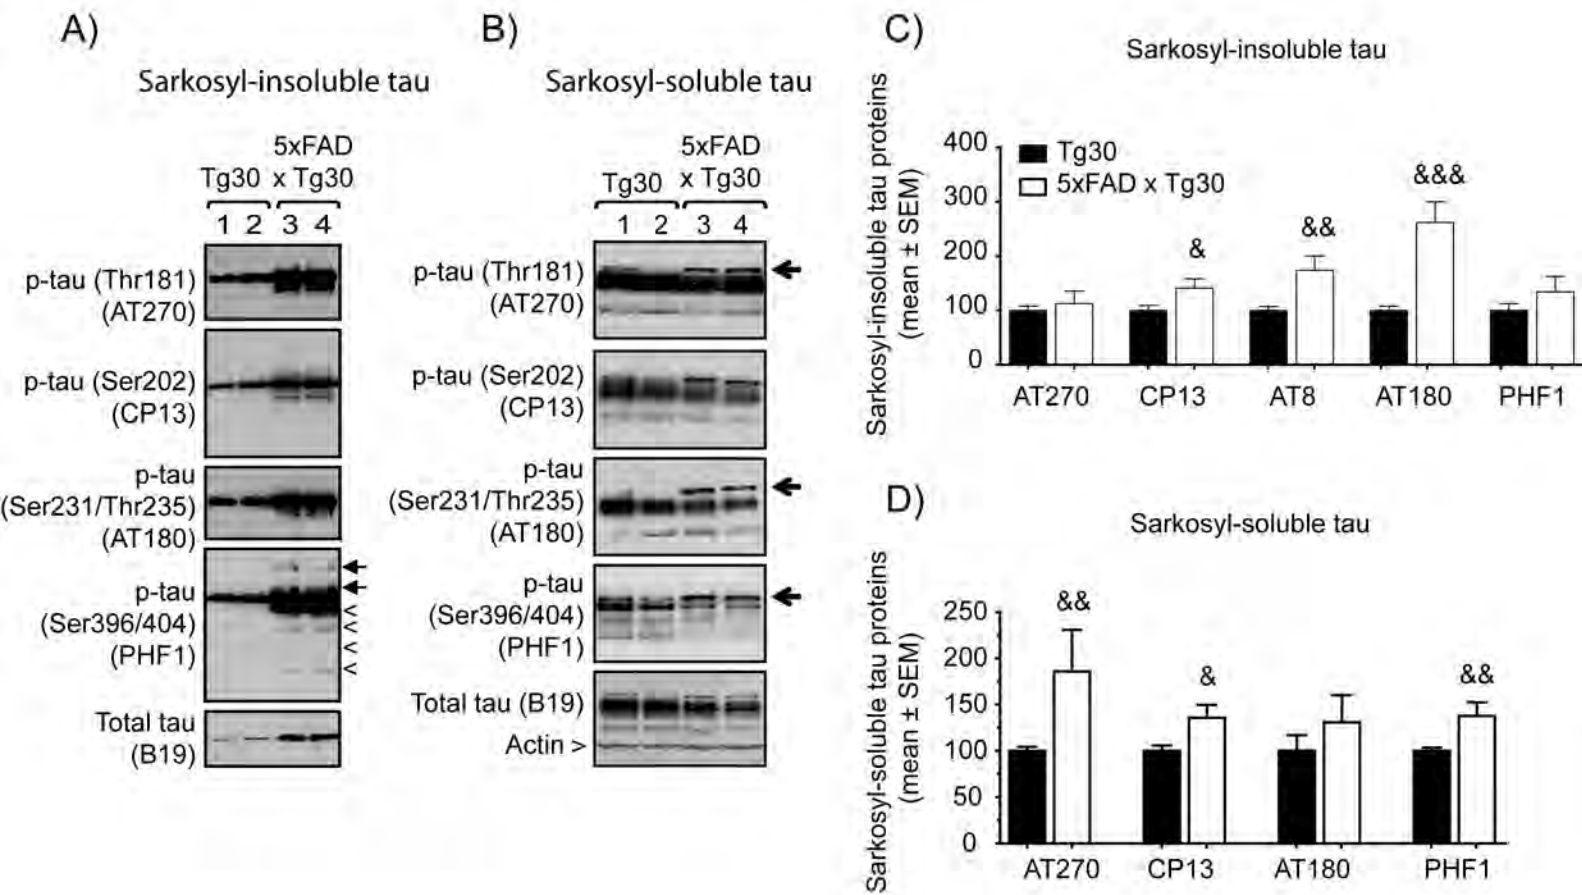 A)
Sarkosyl-insoluble tau
5xFAD
Tg30 x Tg30
1 2 3 4
p-tau (Thr181)
(AT270)
p-tau (Ser202)
(CP13)
p-tau
(Ser231/Thr235)
(AT180)
p-tau
(Ser396/404)
(PHF1)
<
<
<
<
Total tau
(B19)
B)
Sarkosyl-soluble tau
5xFAD
Tg30 x Tg30
1 2 3 4
p-tau (Thr181)
(AT270)
p-tau (Ser202)
(CP13)
p-tau
(Ser231/Thr235)
(AT180)
p-tau
(Ser396/404)
(PHF1)
Total tau (B19)
Actin >
C)
Sarkosyl-insoluble tau
Sarkosyl-insoluble tau proteins
(mean ± SEM)
400
300
200
100
0
Tg30
5xFAD x Tg30
& && &&&
AT270 CP13 AT8 AT180 PHF1
D)
Sarkosyl-soluble tau
Sarkosyl-soluble tau proteins
(mean ± SEM)
250
200
150
100
50
0
&& & &&
AT270 CP13 AT180 PHF1